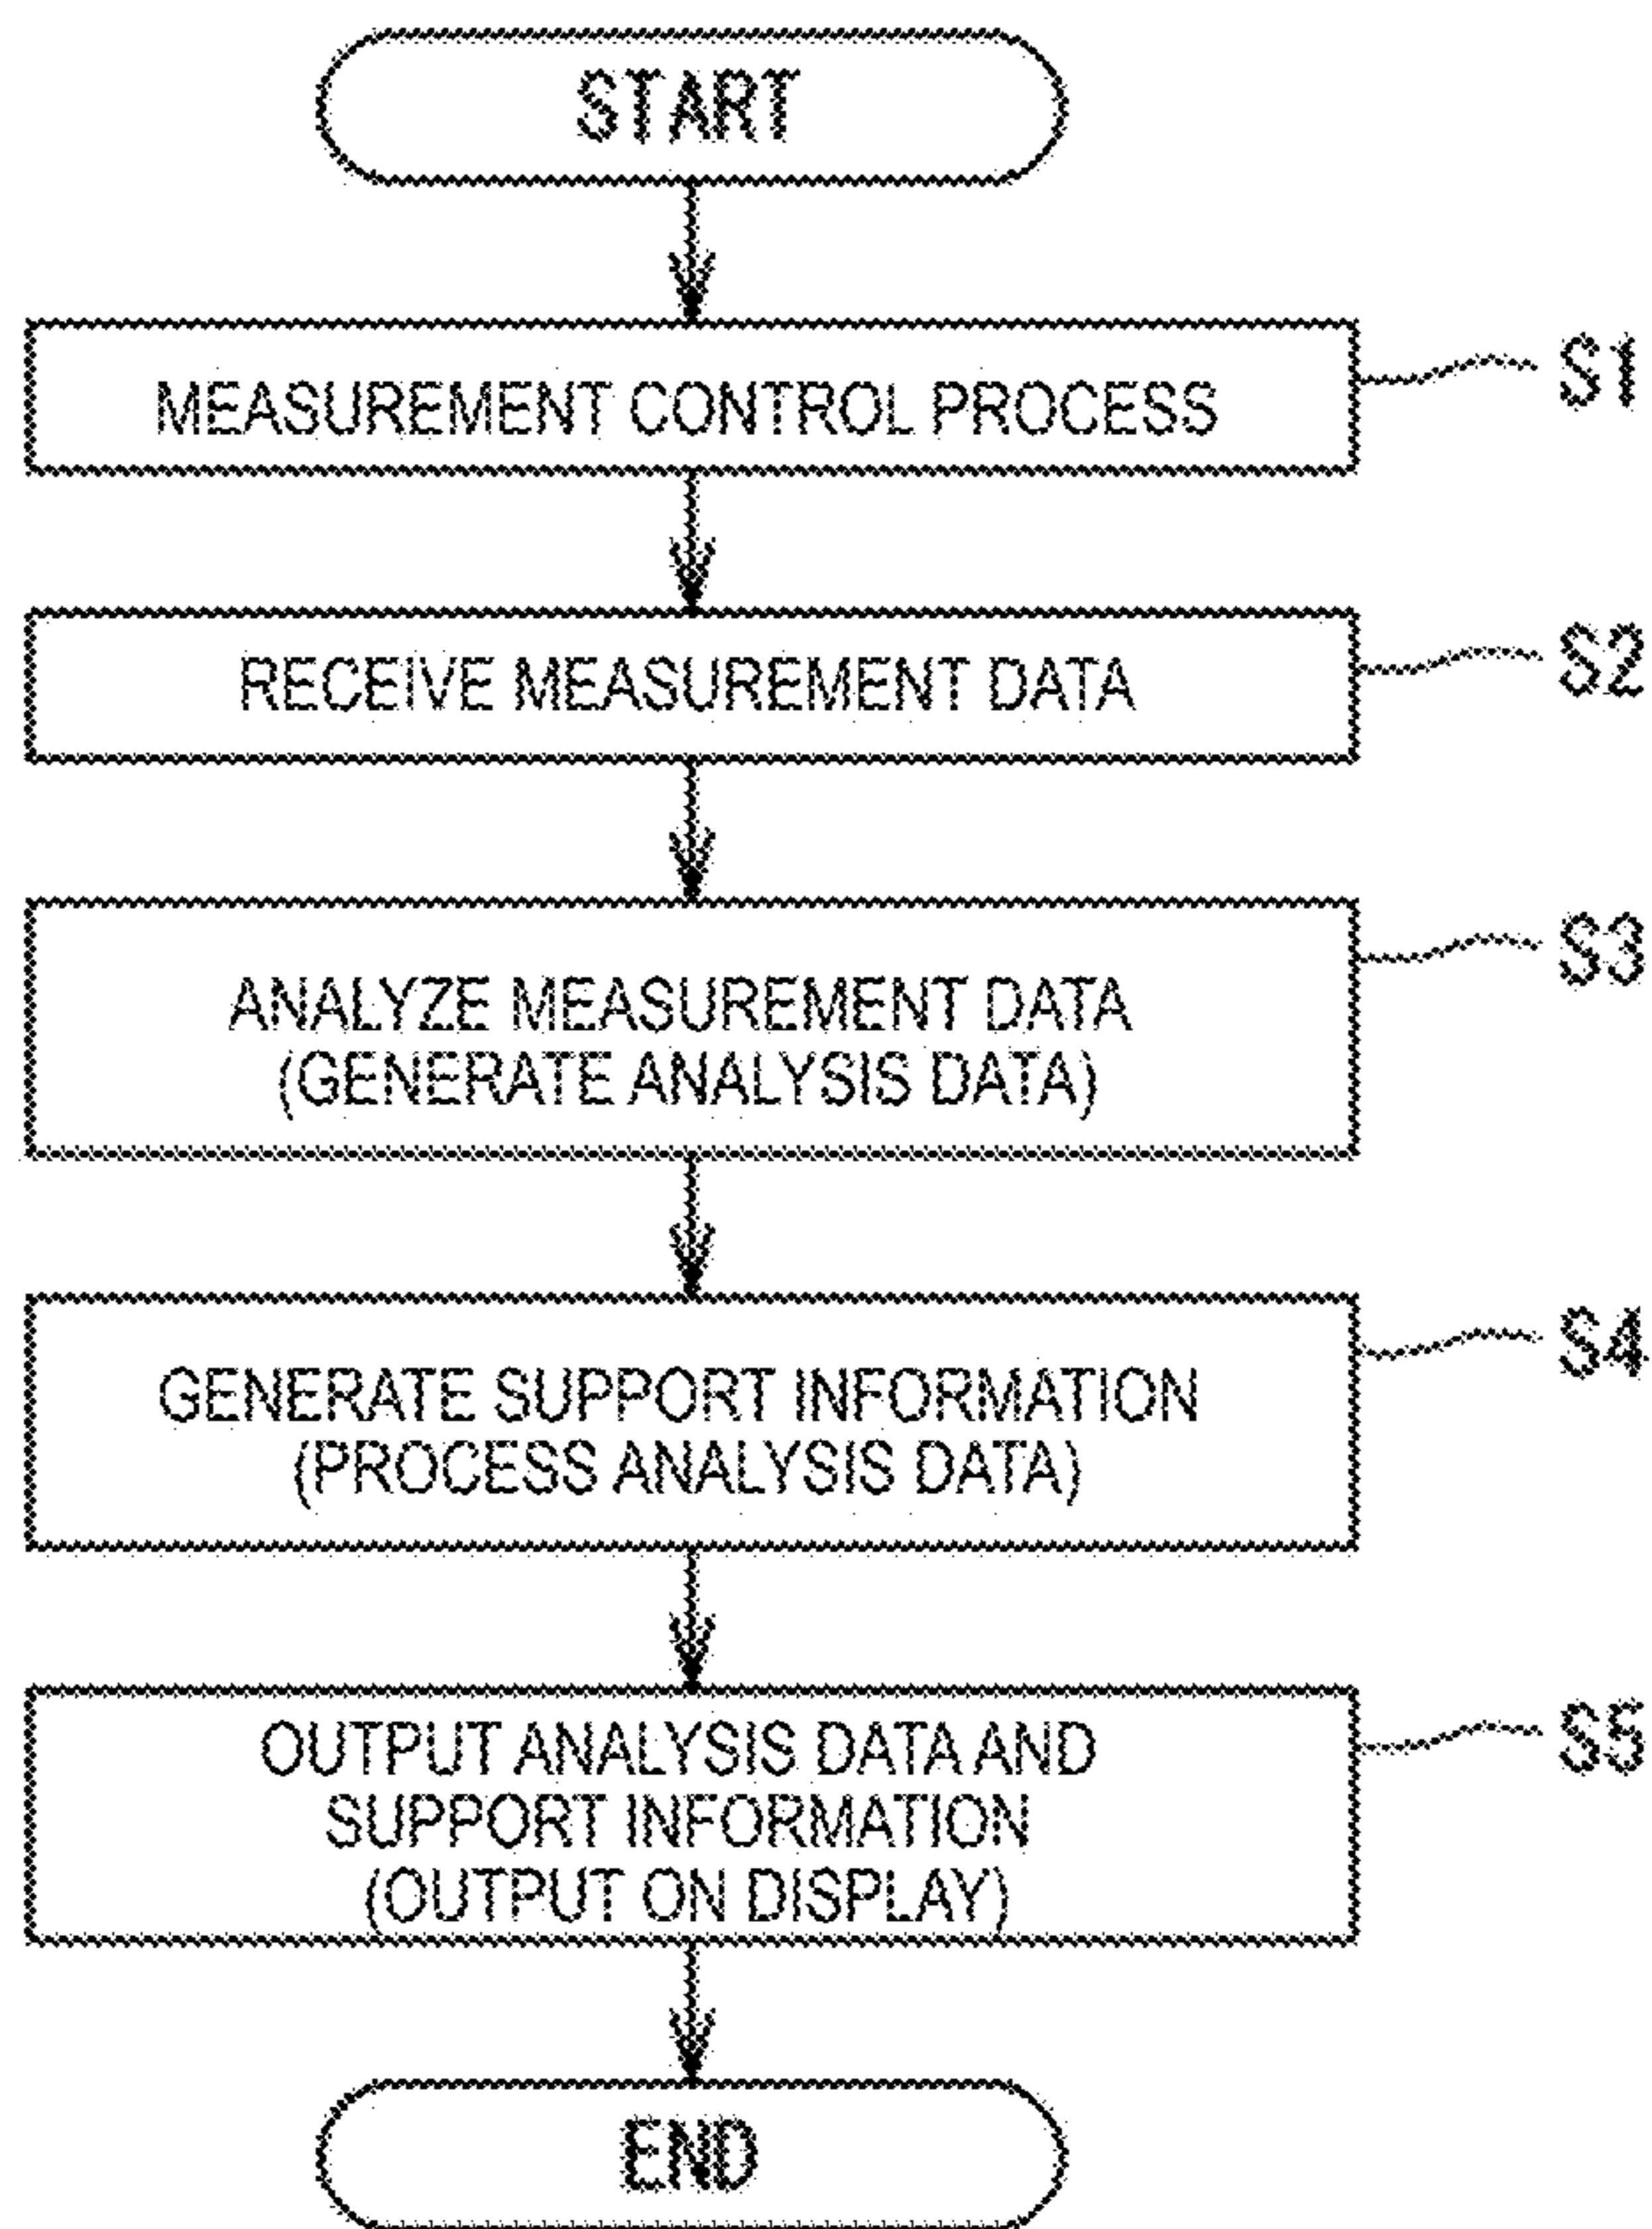 START
MEASUREMENT CONTROL PROCESS
S1
RECEIVE MEASUREMENT DATA
S2
ANALYZE MEASUREMENT DATA
(GENERATE ANALYSIS DATA)
S3
GENERATE SUPPORT INFORMATION
(PROCESS ANALYSIS DATA)
S4
OUTPUT ANALYSIS DATA AND
SUPPORT INFORMATION
(OUTPUT ON DISPLAY)
S5
END